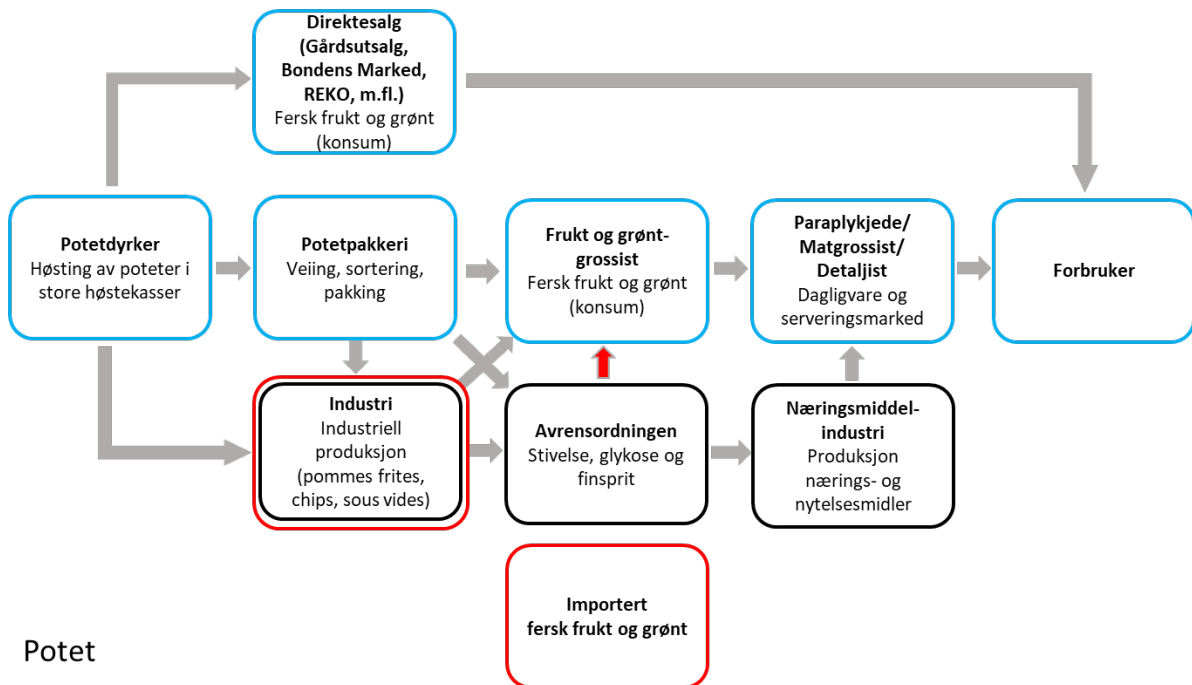 Direktesalg
(Gårdsutsalg,
Bondens Marked,
REKO, m.fl.)
Fersk frukt og grønt
(konsum)
Potetdyrker
Høsting av poteter i
store høstekasser
Potetpakkeri
Veiing, sortering,
pakking
Frukt og grønt-
grossist
Fersk frukt og grønt
(konsum)
Paraplykjede/
Matgrossist/
Detaljist
Dagligvare og
serveringsmarked
Forbruker
Industri
Industriell
produksjon
(pommes frites,
chips, sous vides)
Avrensordningen
Stivelse, glykose og
finsprit
Næringsmiddel-
industri
Produksjon
nærings- og
nytelsesmidler
Importert
fersk frukt og grønt
Potet